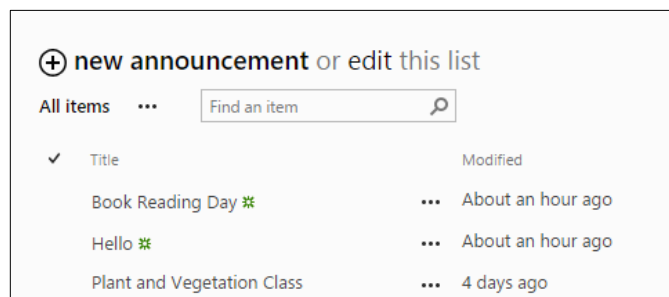 new announcement or edit this list
All items ••• Find an item
Title Modified
Book Reading Day ••• About an hour ago
Hello ••• About an hour ago
Plant and Vegetation Class ••• 4 days ago